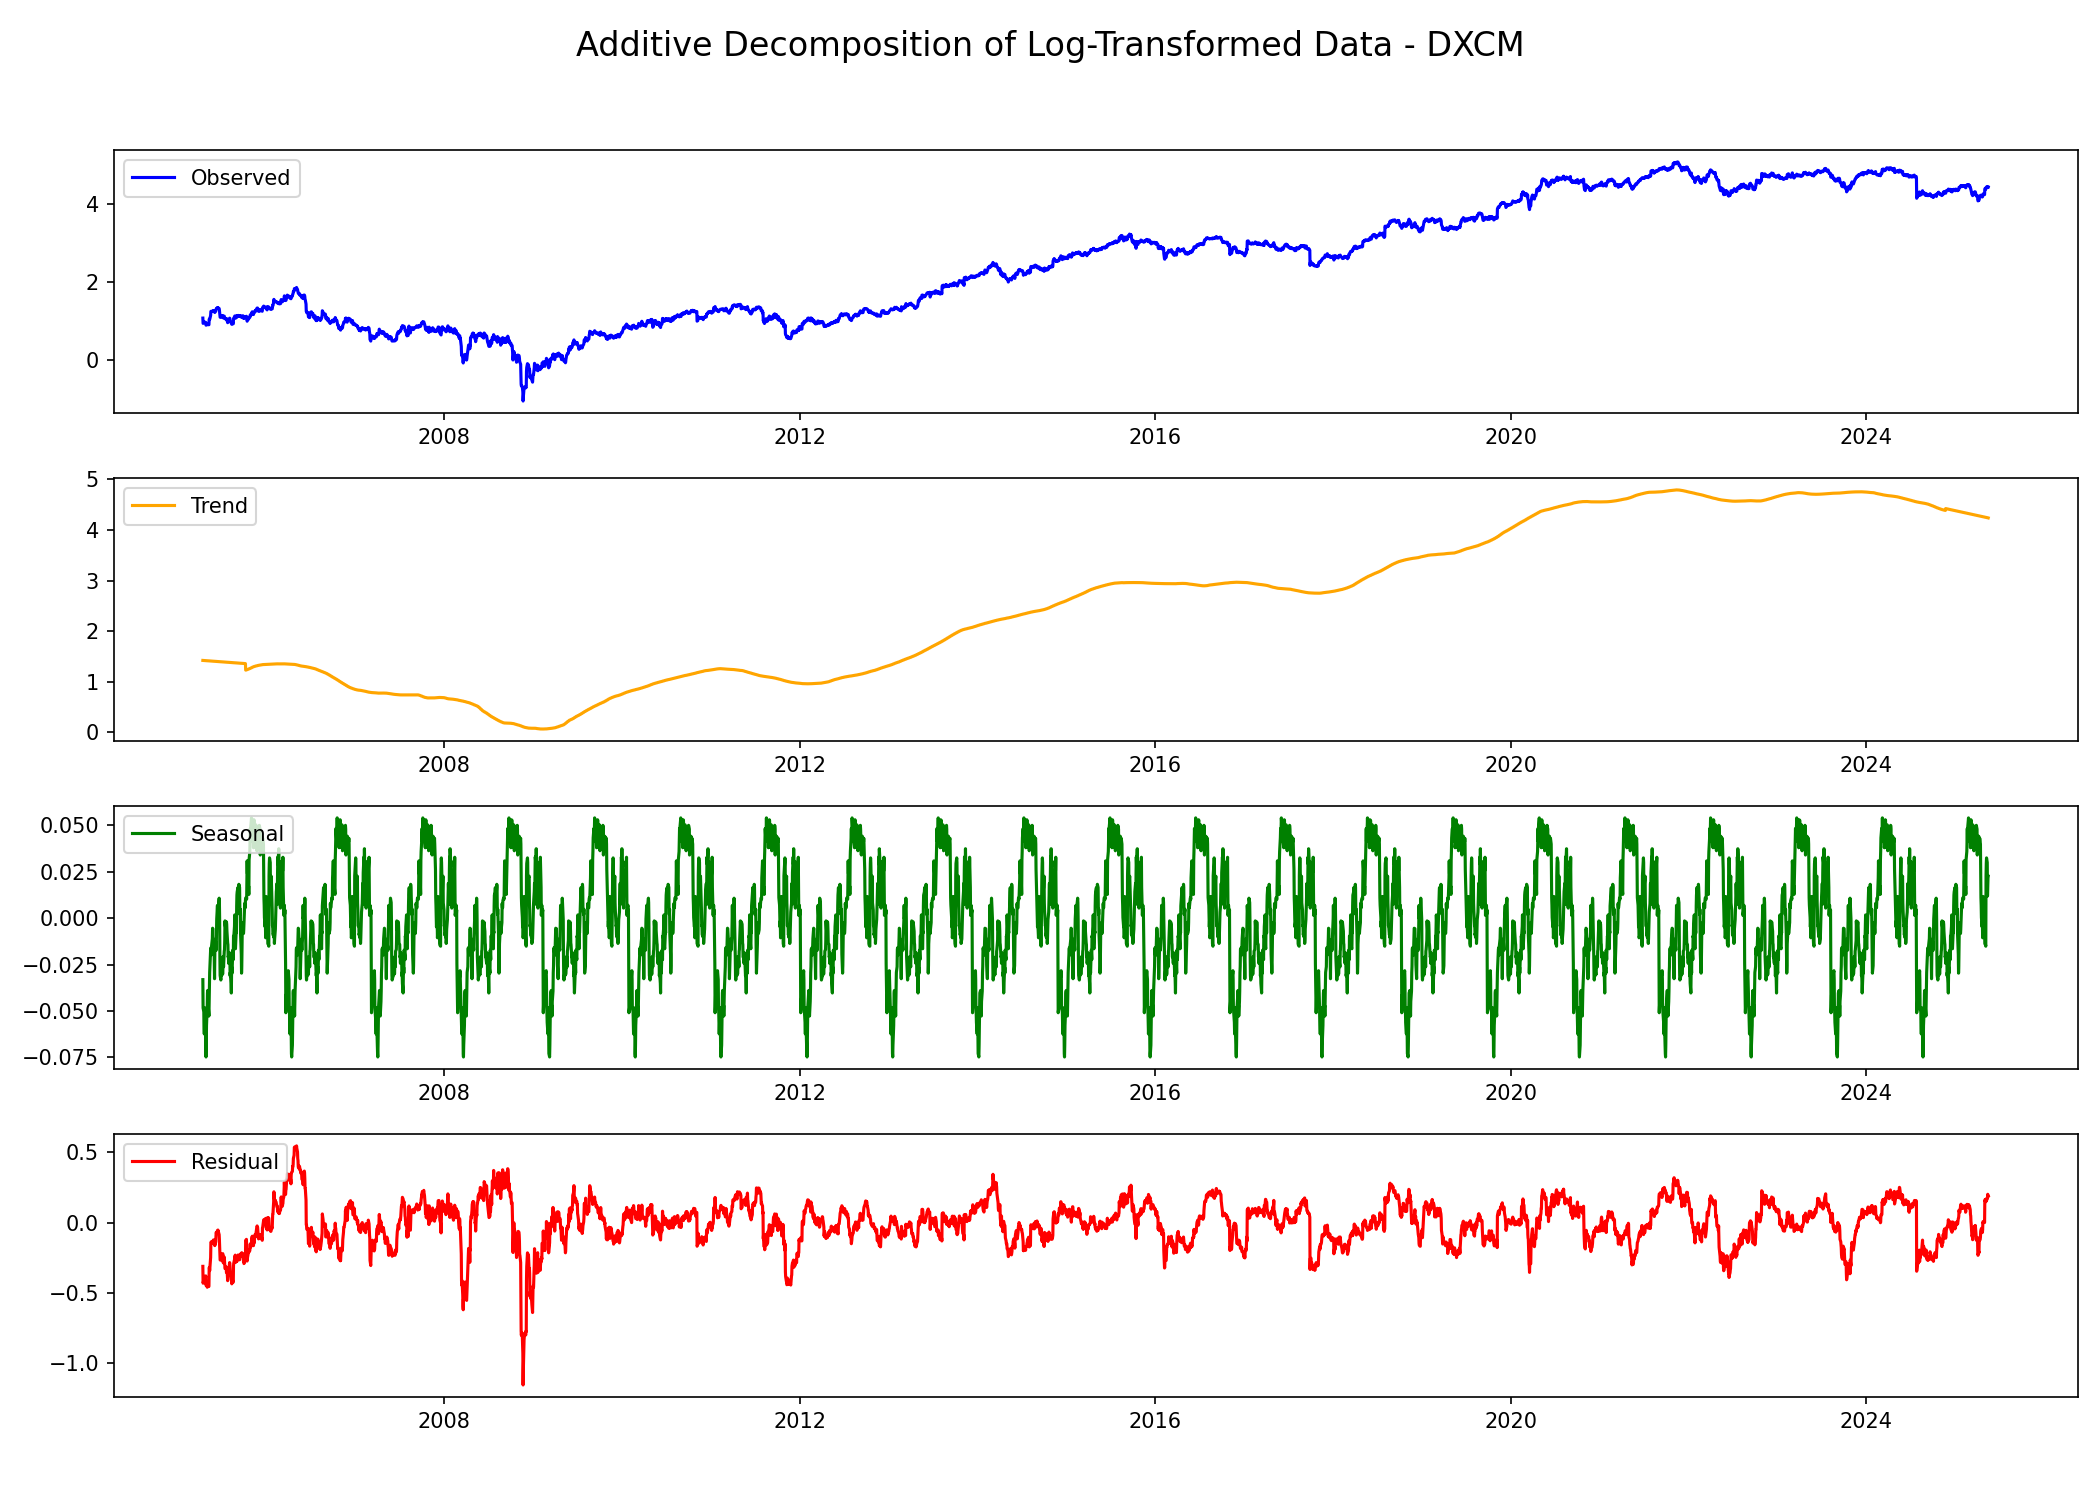 Additive Decomposition of Log-Transformed Data - DXCM
Observed
4
2
0
2008 2012 2016 2020 2024
Trend
5
4
3
2
1
0
2008 2012 2016 2020 2024
Seasonal
0.050
0.025
0.000
−0.025
−0.050
−0.075
2008 2012 2016 2020 2024
Residual
0.5
0.0
−0.5
−1.0
2008 2012 2016 2020 2024